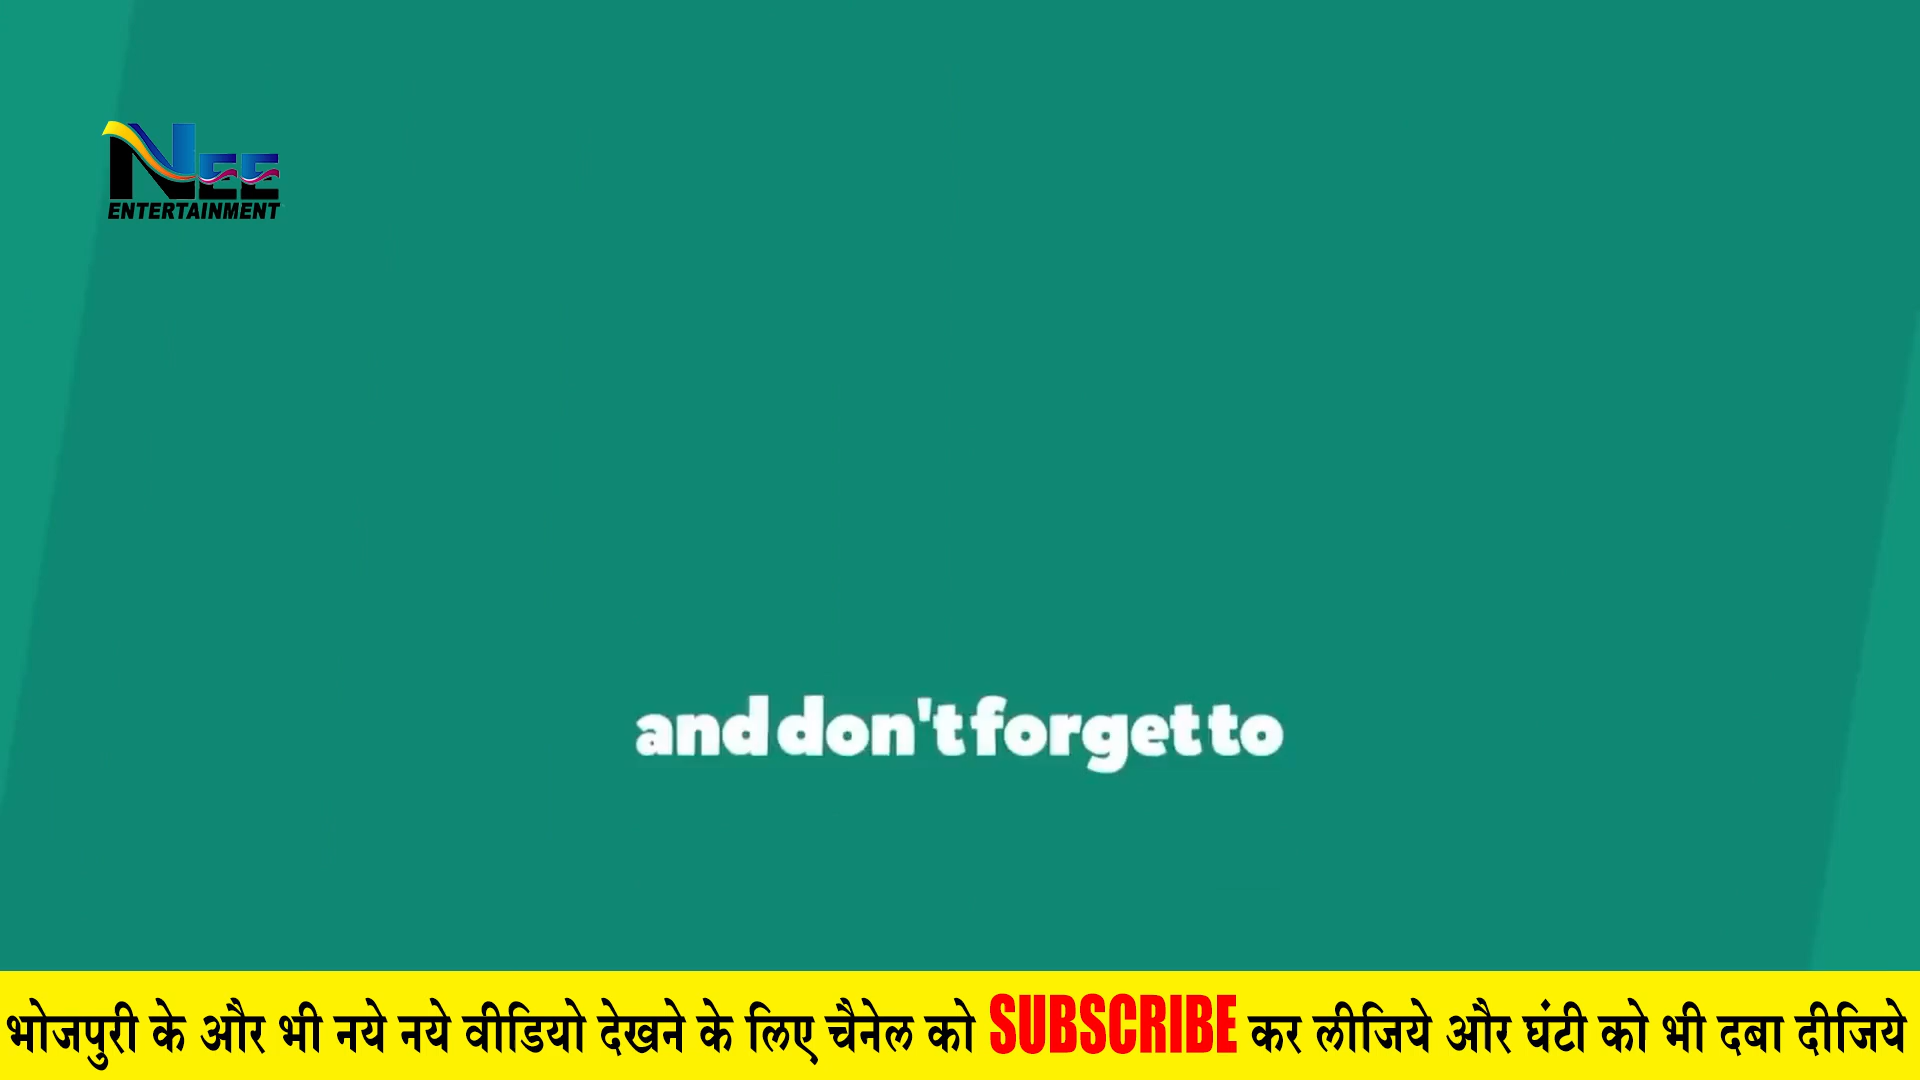 NEE
ENTERTAINMENT
and don't forget to
भोजपुरी के और भी नये नये वीडियो देखने के लिए चैनेल को SUBSCRIBE कर लीजिये और घंटी को भी दबा दीजिये